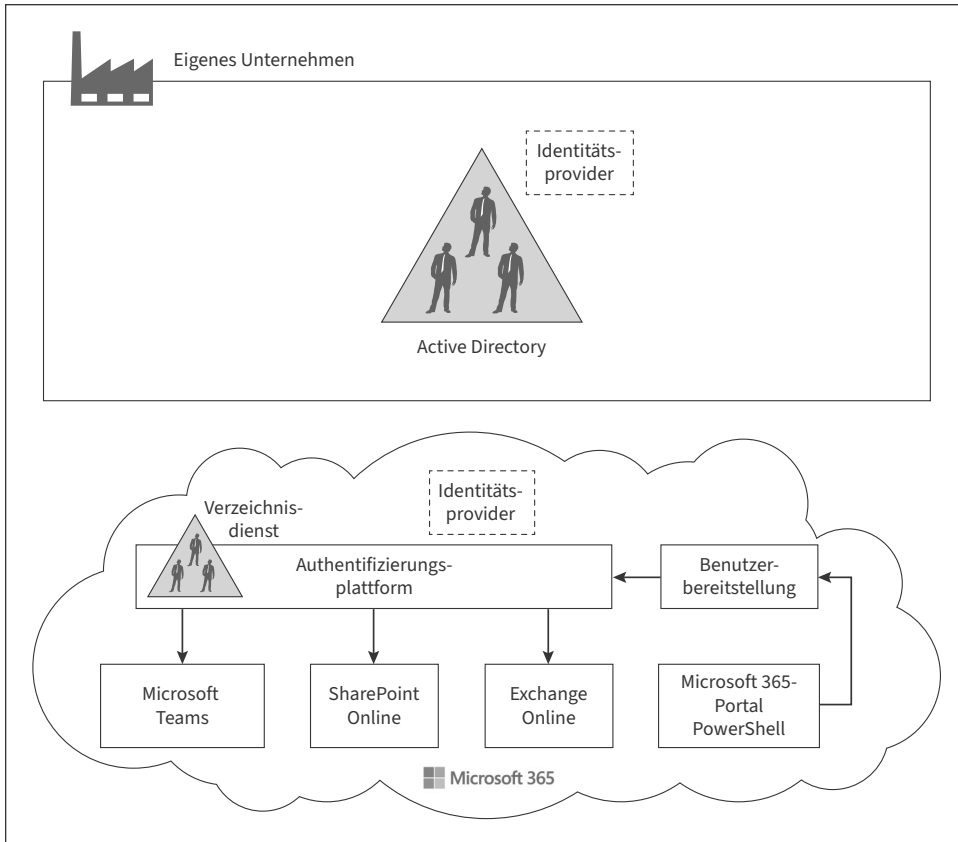 Eigenes Unternehmen
Identitäts-
provider
Active Directory
Identitäts-
provider
Verzeichnis-
dienst
Authentifizierungs-
plattform
Benutzer-
bereitstellung
Microsoft
Teams
SharePoint
Online
Exchange
Online
Microsoft 365-
Portal
PowerShell
Microsoft 365